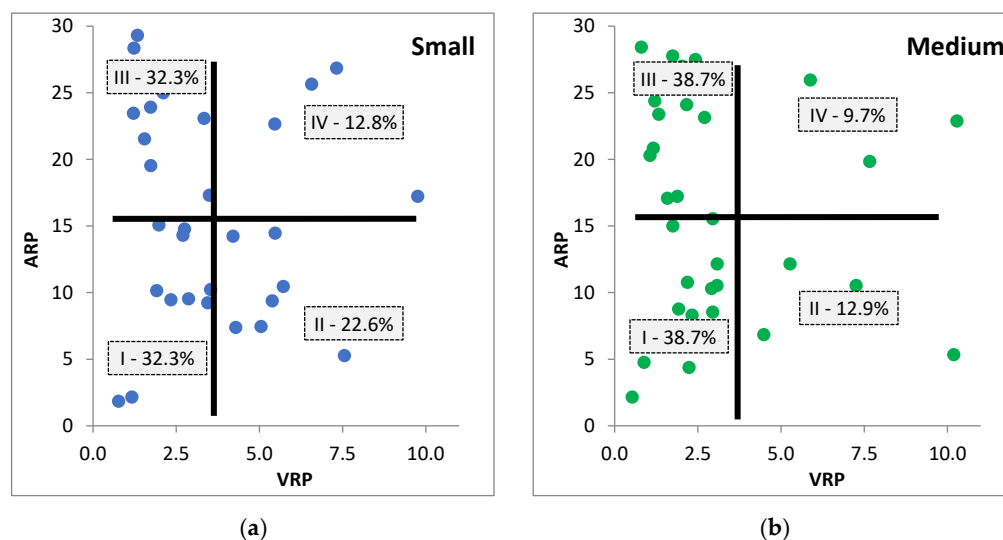 Small
30
25
20
15
10
5
0
ARP
III - 32.3%
IV - 12.8%
II - 22.6%
I - 32.3%
0.0 2.5 5.0 7.5 10.0
VRP
(a)
Medium
30
25
20
15
10
5
0
ARP
III - 38.7%
IV - 9.7%
II - 12.9%
I - 38.7%
0.0 2.5 5.0 7.5 10.0
VRP
(b)